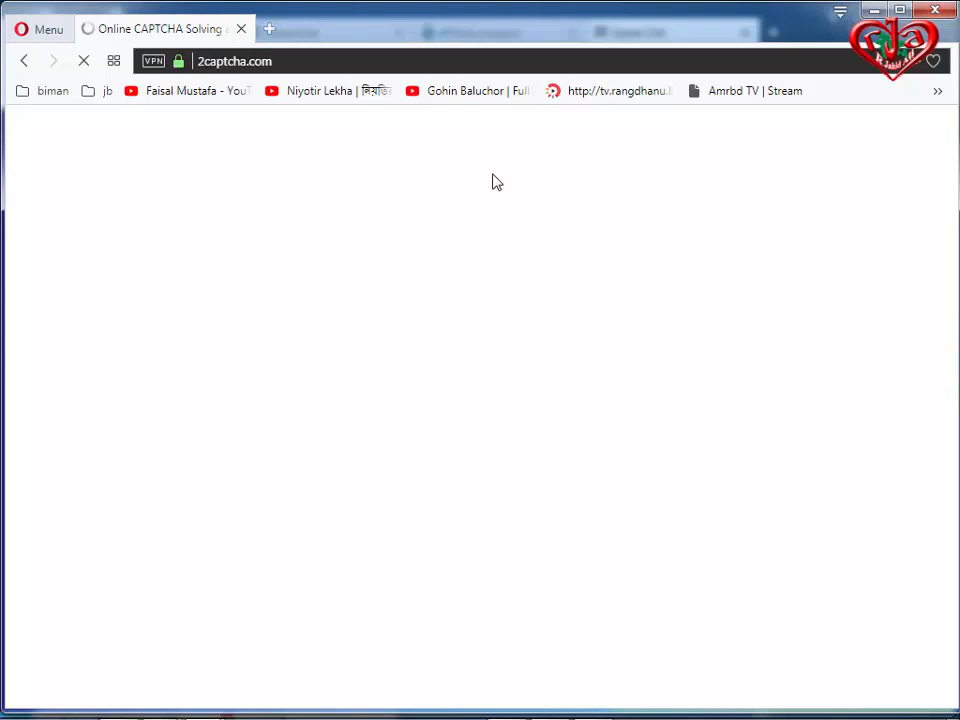 Menu
Online CAPTCHA Solving
VPN
2captcha.com
biman
jb
Faisal Mustafa - YouT
Niyotir Lekha | নিয়তির
Gohin Baluchor | Full
http://tv.rangdhanu.
Amrbd TV | Stream